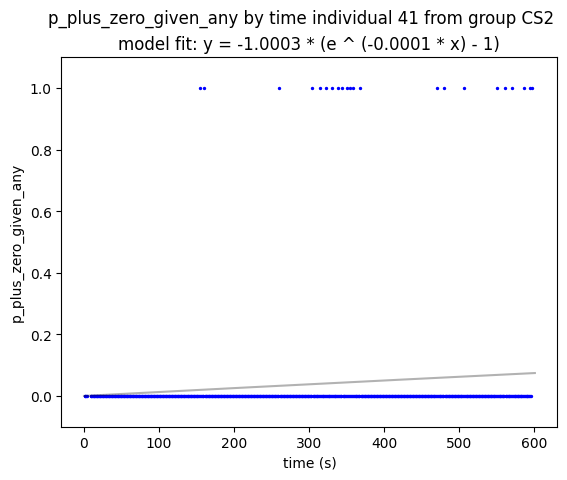 p_plus_zero_given_any by time individual 41 from group CS2
model fit: y = -1.0003 * (e ^ (-0.0001 * x) - 1)
1.0
0.8
0.6
0.4
0.2
0.0
p_plus_zero_given_any
0 100 200 300 400 500 600
time (s)